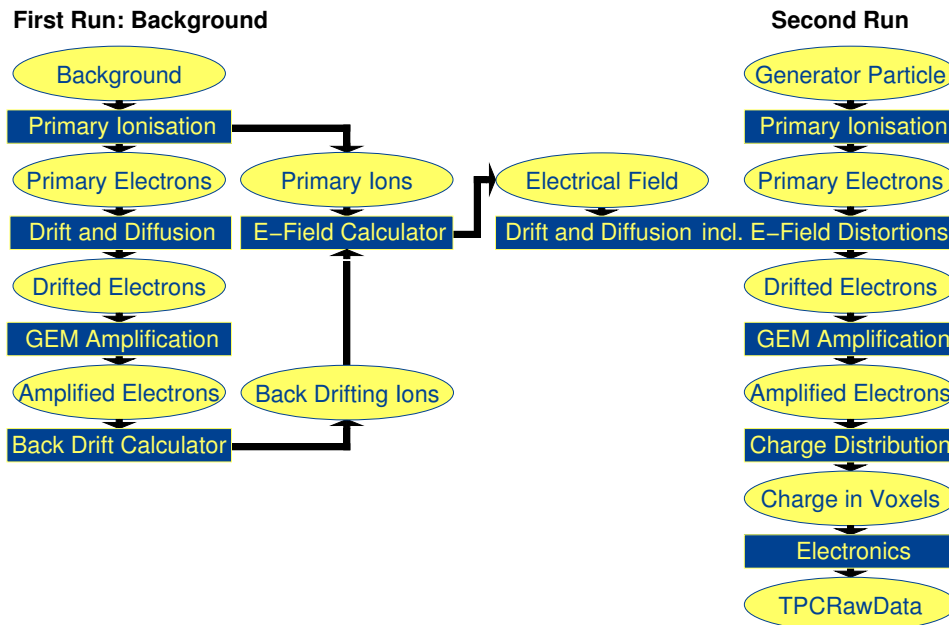 First Run: Background
Second Run
Background
Generator Particle
Primary Ionisation
Primary Ionisation
Primary Electrons
Primary Ions
Electrical Field
Primary Electrons
Drift and Diffusion
E−Field Calculator
Drift and Diffusion incl. E−Field Distortions
Drifted Electrons
Drifted Electrons
GEM Amplification
GEM Amplification
Amplified Electrons
Back Drifting Ions
Amplified Electrons
Back Drift Calculator
Charge Distribution
Charge in Voxels
Electronics
TPCRawData